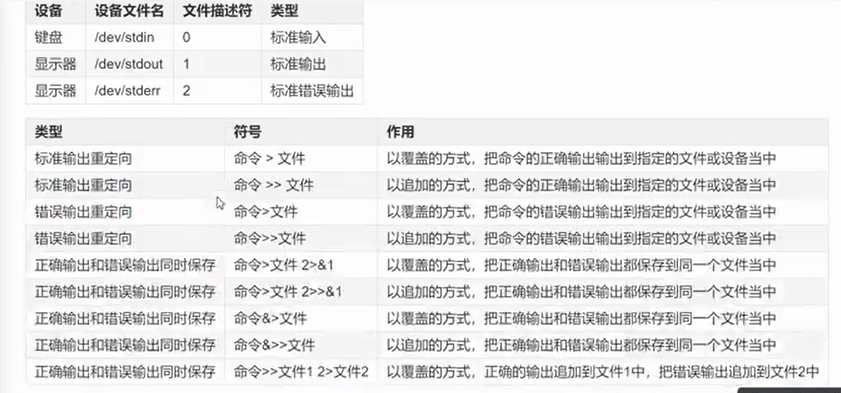 设备 设备文件名 文件描述符 类型
键盘 /dev/stdin 0 标准输入
显示器 /dev/stdout 1 标准输出
显示器 /dev/stderr 2 标准错误输出
类型 符号 作用
标准输出重定向 命令 > 文件 以覆盖的方式，把命令的正确输出输出到指定的文件或设备当中
标准输出重定向 命令 >> 文件 以追加的方式，把命令的正确输出输出到指定的文件或设备当中
错误输出重定向 命令>文件 以覆盖的方式，把命令的错误输出输出到指定的文件或设备当中
错误输出重定向 命令>>文件 以追加的方式，把命令的错误输出输出到指定的文件或设备当中
正确输出和错误输出同时保存 命令>文件 2>&1 以覆盖的方式，把正确输出和错误输出都保存到同一个文件当中
正确输出和错误输出同时保存 命令>文件 2>>&1 以追加的方式，把正确输出和错误输出都保存到同一个文件当中
正确输出和错误输出同时保存 命令&>文件 以覆盖的方式，把正确输出和错误输出都保存到同一个文件当中
正确输出和错误输出同时保存 命令&>>文件 以追加的方式，把正确输出和错误输出都保存到同一个文件当中
正确输出和错误输出同时保存 命令>>文件1 2>文件2 以覆盖的方式，正确的输出追加到文件1中，把错误输出追加到文件2中